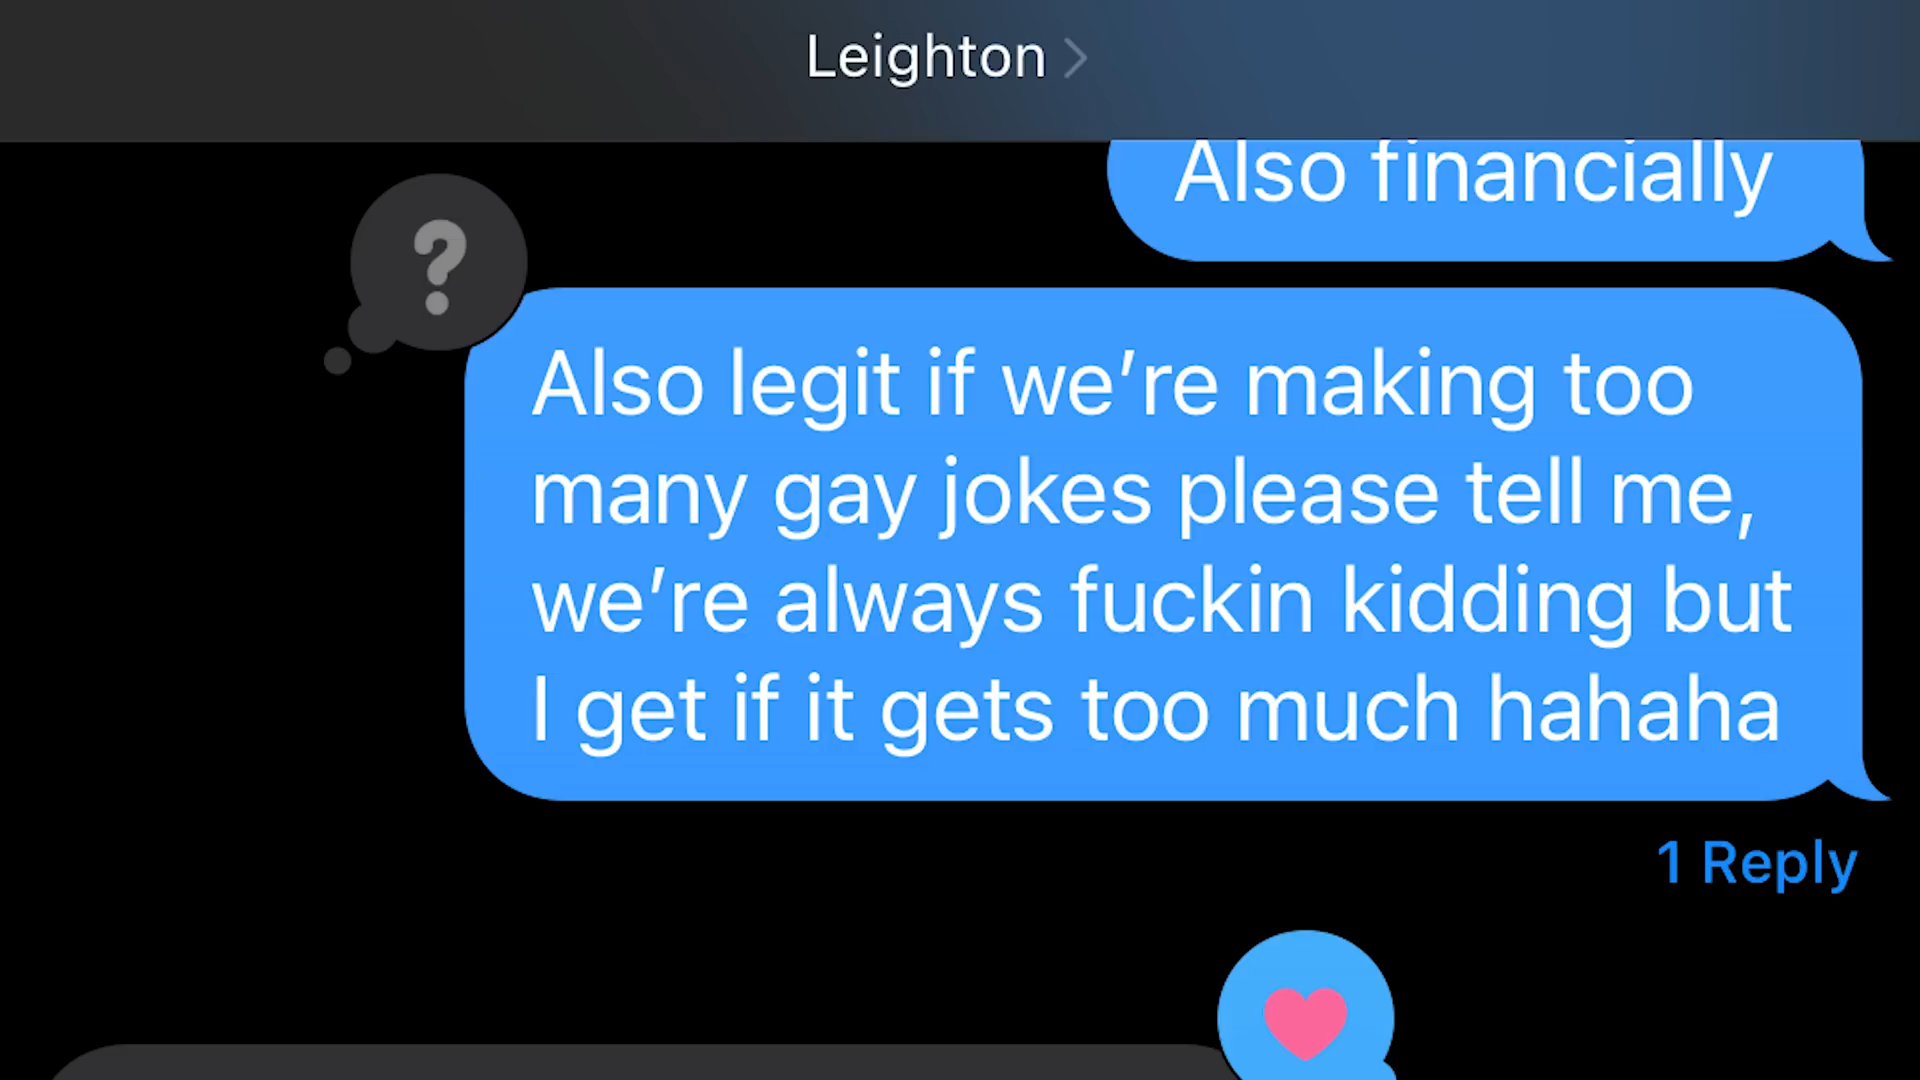 Leighton
Also financially
?
Also legit if we’re making too
many gay jokes please tell me,
we’re always fuckin kidding but
I get if it gets too much hahaha
1 Reply